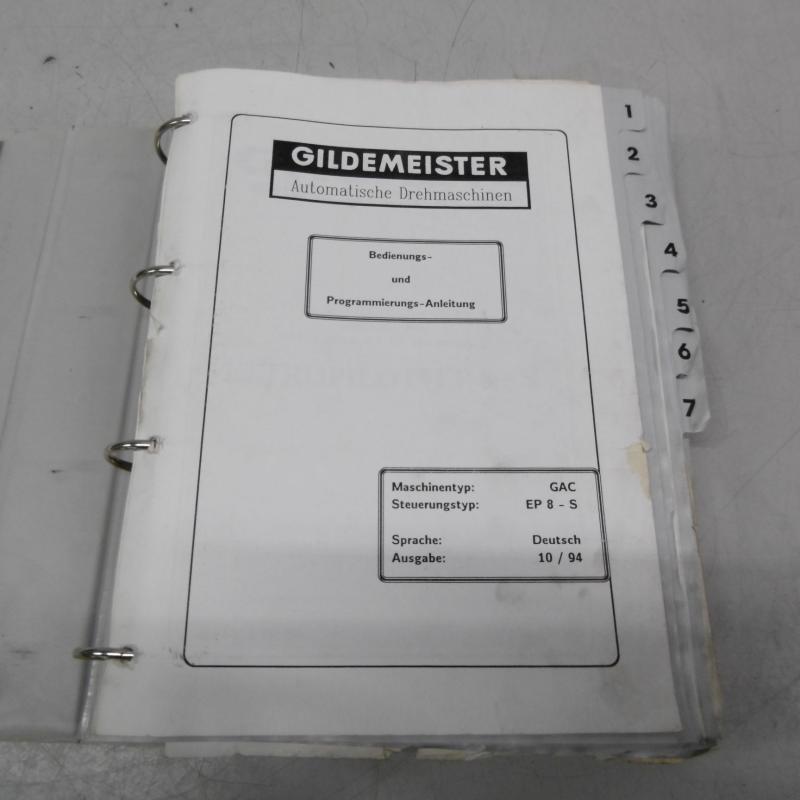 GILDEMEISTER
Automatische Drehmaschinen
Bedienungs-
und
Programmierungs-Anleitung
Maschinentyp: GAC
Steuerungstyp: EP 8 - S
Sprache: Deutsch
Ausgabe: 10 / 94
1
2
3
4
5
6
7